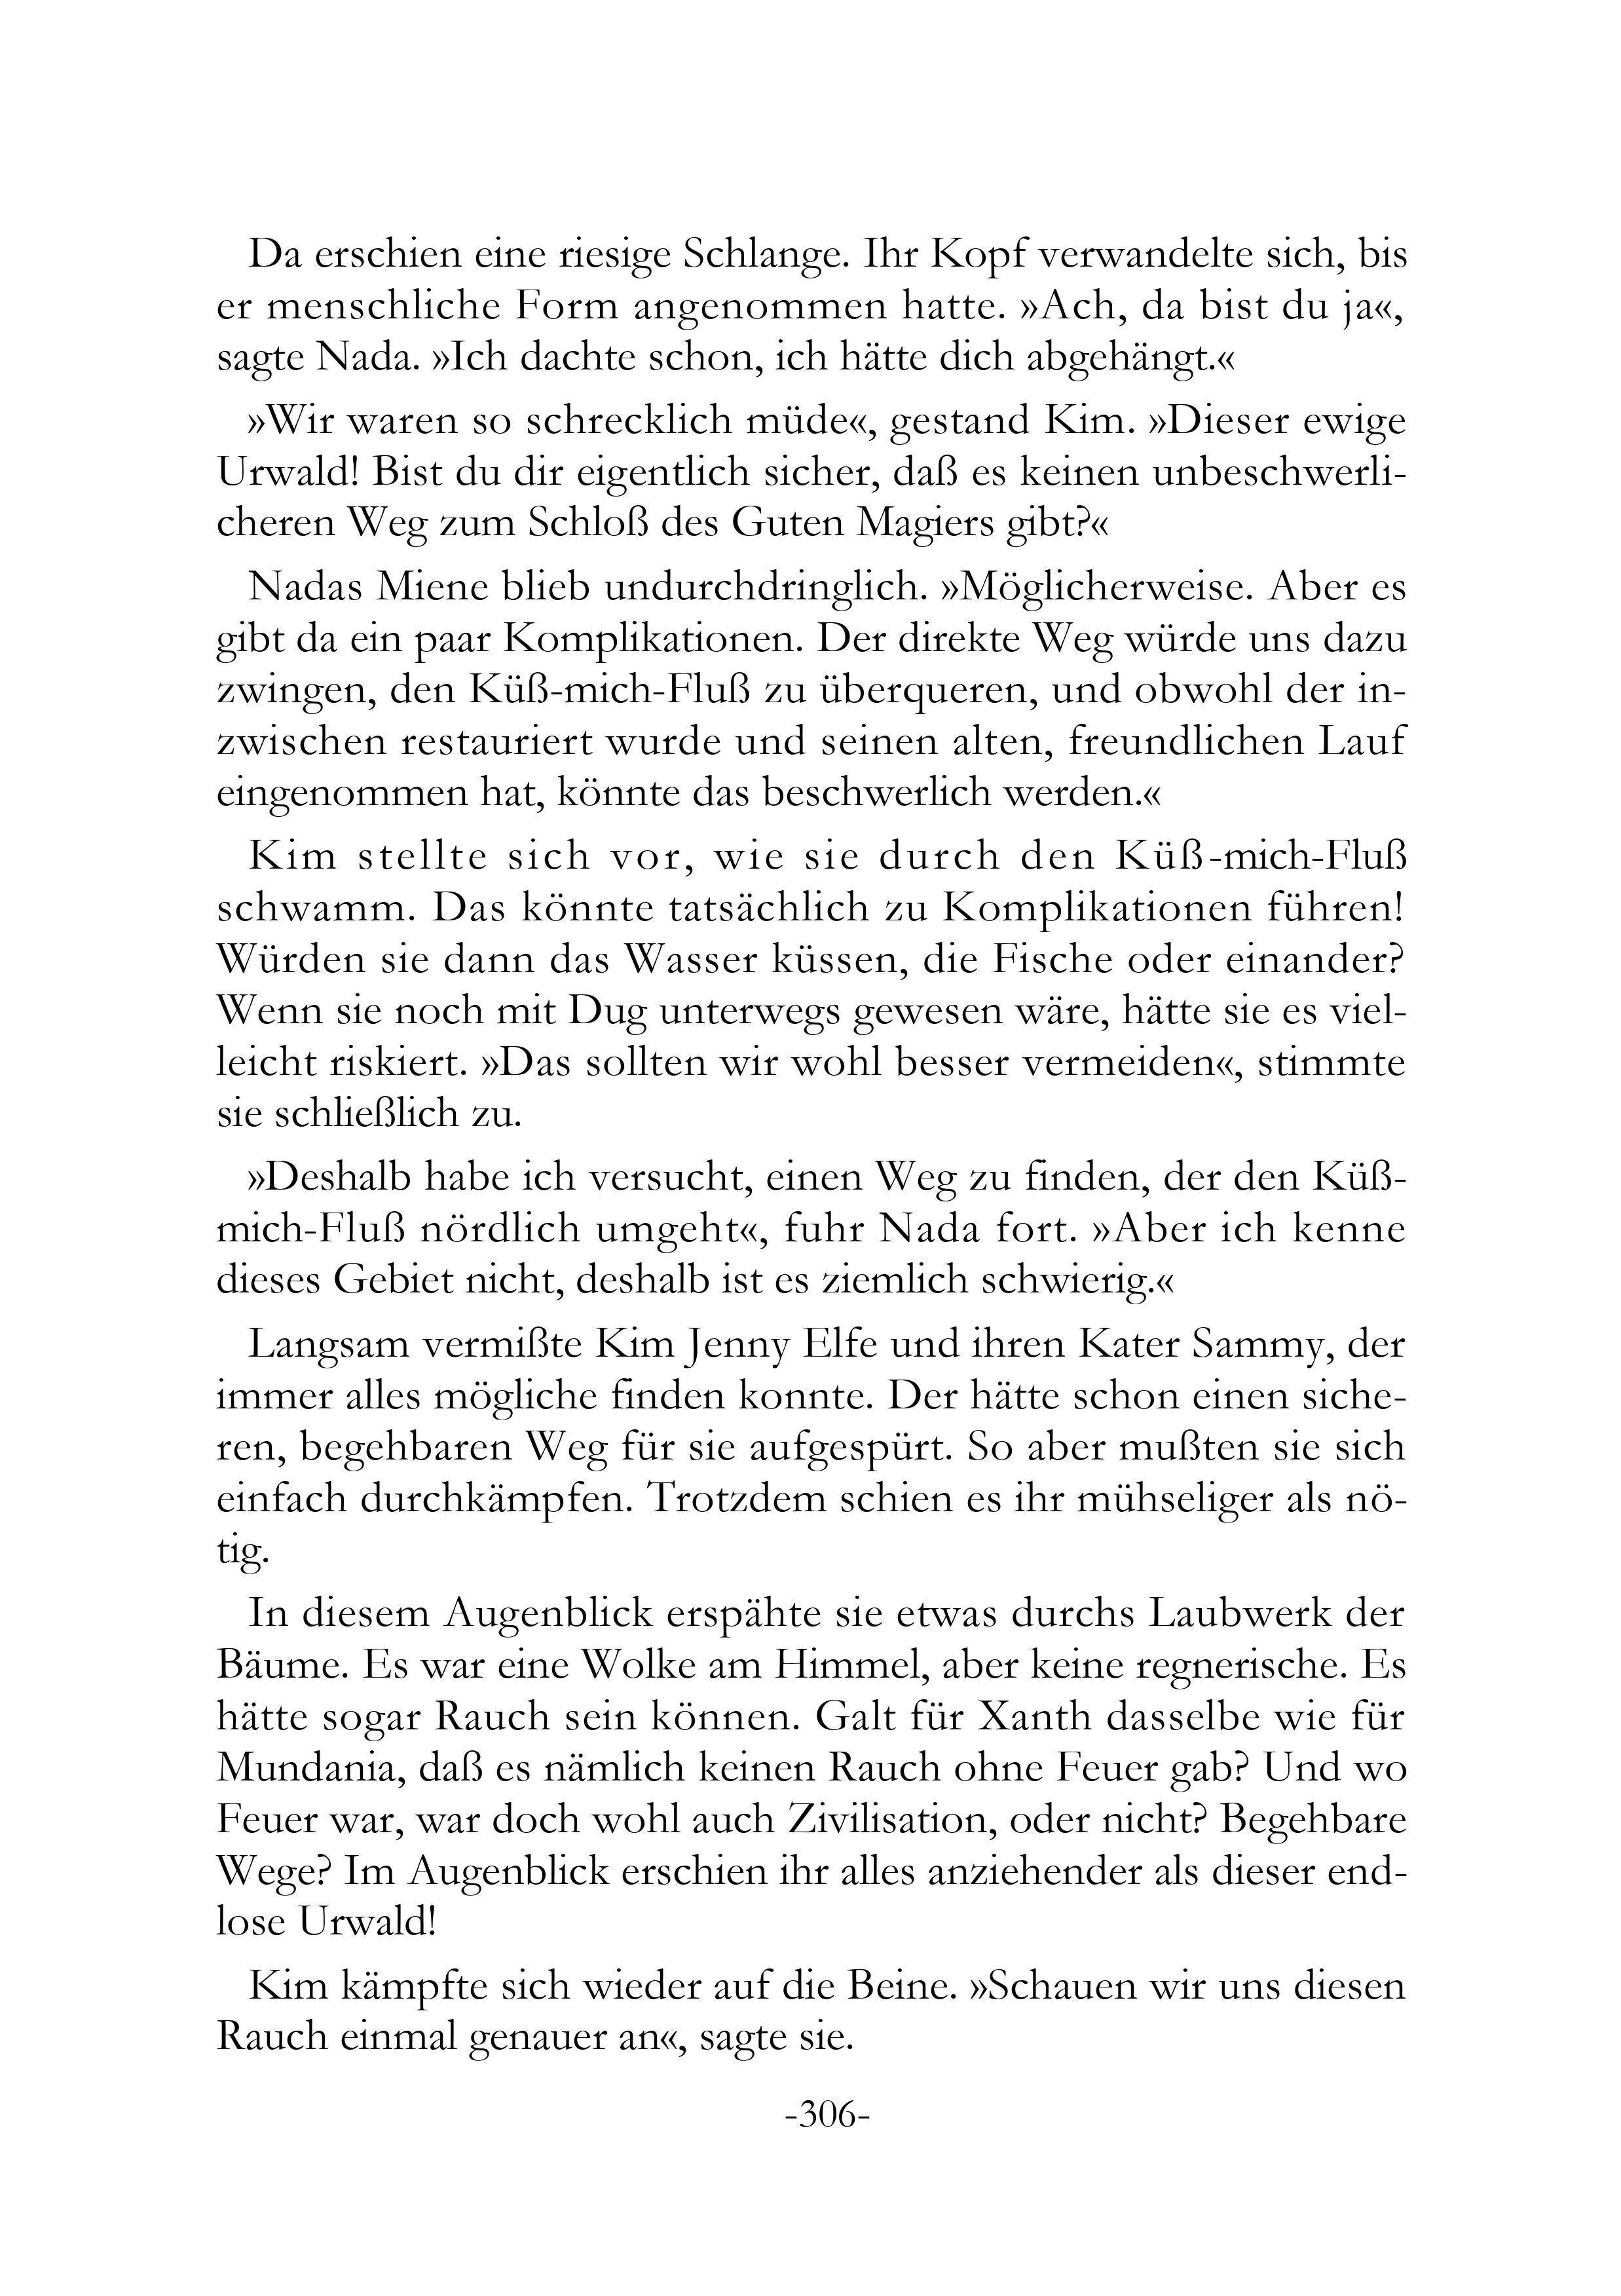 Da erschien eine riesige Schlange. Ihr Kopf verwandelte sich, bis
er menschliche Form angenommen hatte. »Ach, da bist du ja«,
sagte Nada. »Ich dachte schon, ich hätte dich abgehängt.«
»Wir waren so schrecklich müde«, gestand Kim. »Dieser ewige
Urwald! Bist du dir eigentlich sicher, daß es keinen unbeschwerli-
cheren Weg zum Schloß des Guten Magiers gibt?«
Nadas Miene blieb undurchdringlich. »Möglicherweise. Aber es
gibt da ein paar Komplikationen. Der direkte Weg würde uns dazu
zwingen, den Küß-mich-Fluß zu überqueren, und obwohl der in-
zwischen restauriert wurde und seinen alten, freundlichen Lauf
eingenommen hat, könnte das beschwerlich werden.«
Kim stellte sich vor, wie sie durch den Küß-mich-Fluß
schwamm. Das könnte tatsächlich zu Komplikationen führen!
Würden sie dann das Wasser küssen, die Fische oder einander?
Wenn sie noch mit Dug unterwegs gewesen wäre, hätte sie es viel-
leicht riskiert. »Das sollten wir wohl besser vermeiden«, stimmte
sie schließlich zu.
»Deshalb habe ich versucht, einen Weg zu finden, der den Küß-
mich-Fluß nördlich umgeht«, fuhr Nada fort. »Aber ich kenne
dieses Gebiet nicht, deshalb ist es ziemlich schwierig.«
Langsam vermißte Kim Jenny Elfe und ihren Kater Sammy, der
immer alles mögliche finden konnte. Der hätte schon einen siche-
ren, begehbaren Weg für sie aufgespürt. So aber mußten sie sich
einfach durchkämpfen. Trotzdem schien es ihr mühseliger als nö-
tig.
In diesem Augenblick erspähte sie etwas durchs Laubwerk der
Bäume. Es war eine Wolke am Himmel, aber keine regnerische. Es
hätte sogar Rauch sein können. Galt für Xanth dasselbe wie für
Mundania, daß es nämlich keinen Rauch ohne Feuer gab? Und wo
Feuer war, war doch wohl auch Zivilisation, oder nicht? Begehbare
Wege? Im Augenblick erschien ihr alles anziehender als dieser end-
lose Urwald!
Kim kämpfte sich wieder auf die Beine. »Schauen wir uns diesen
Rauch einmal genauer an«, sagte sie.
-306-